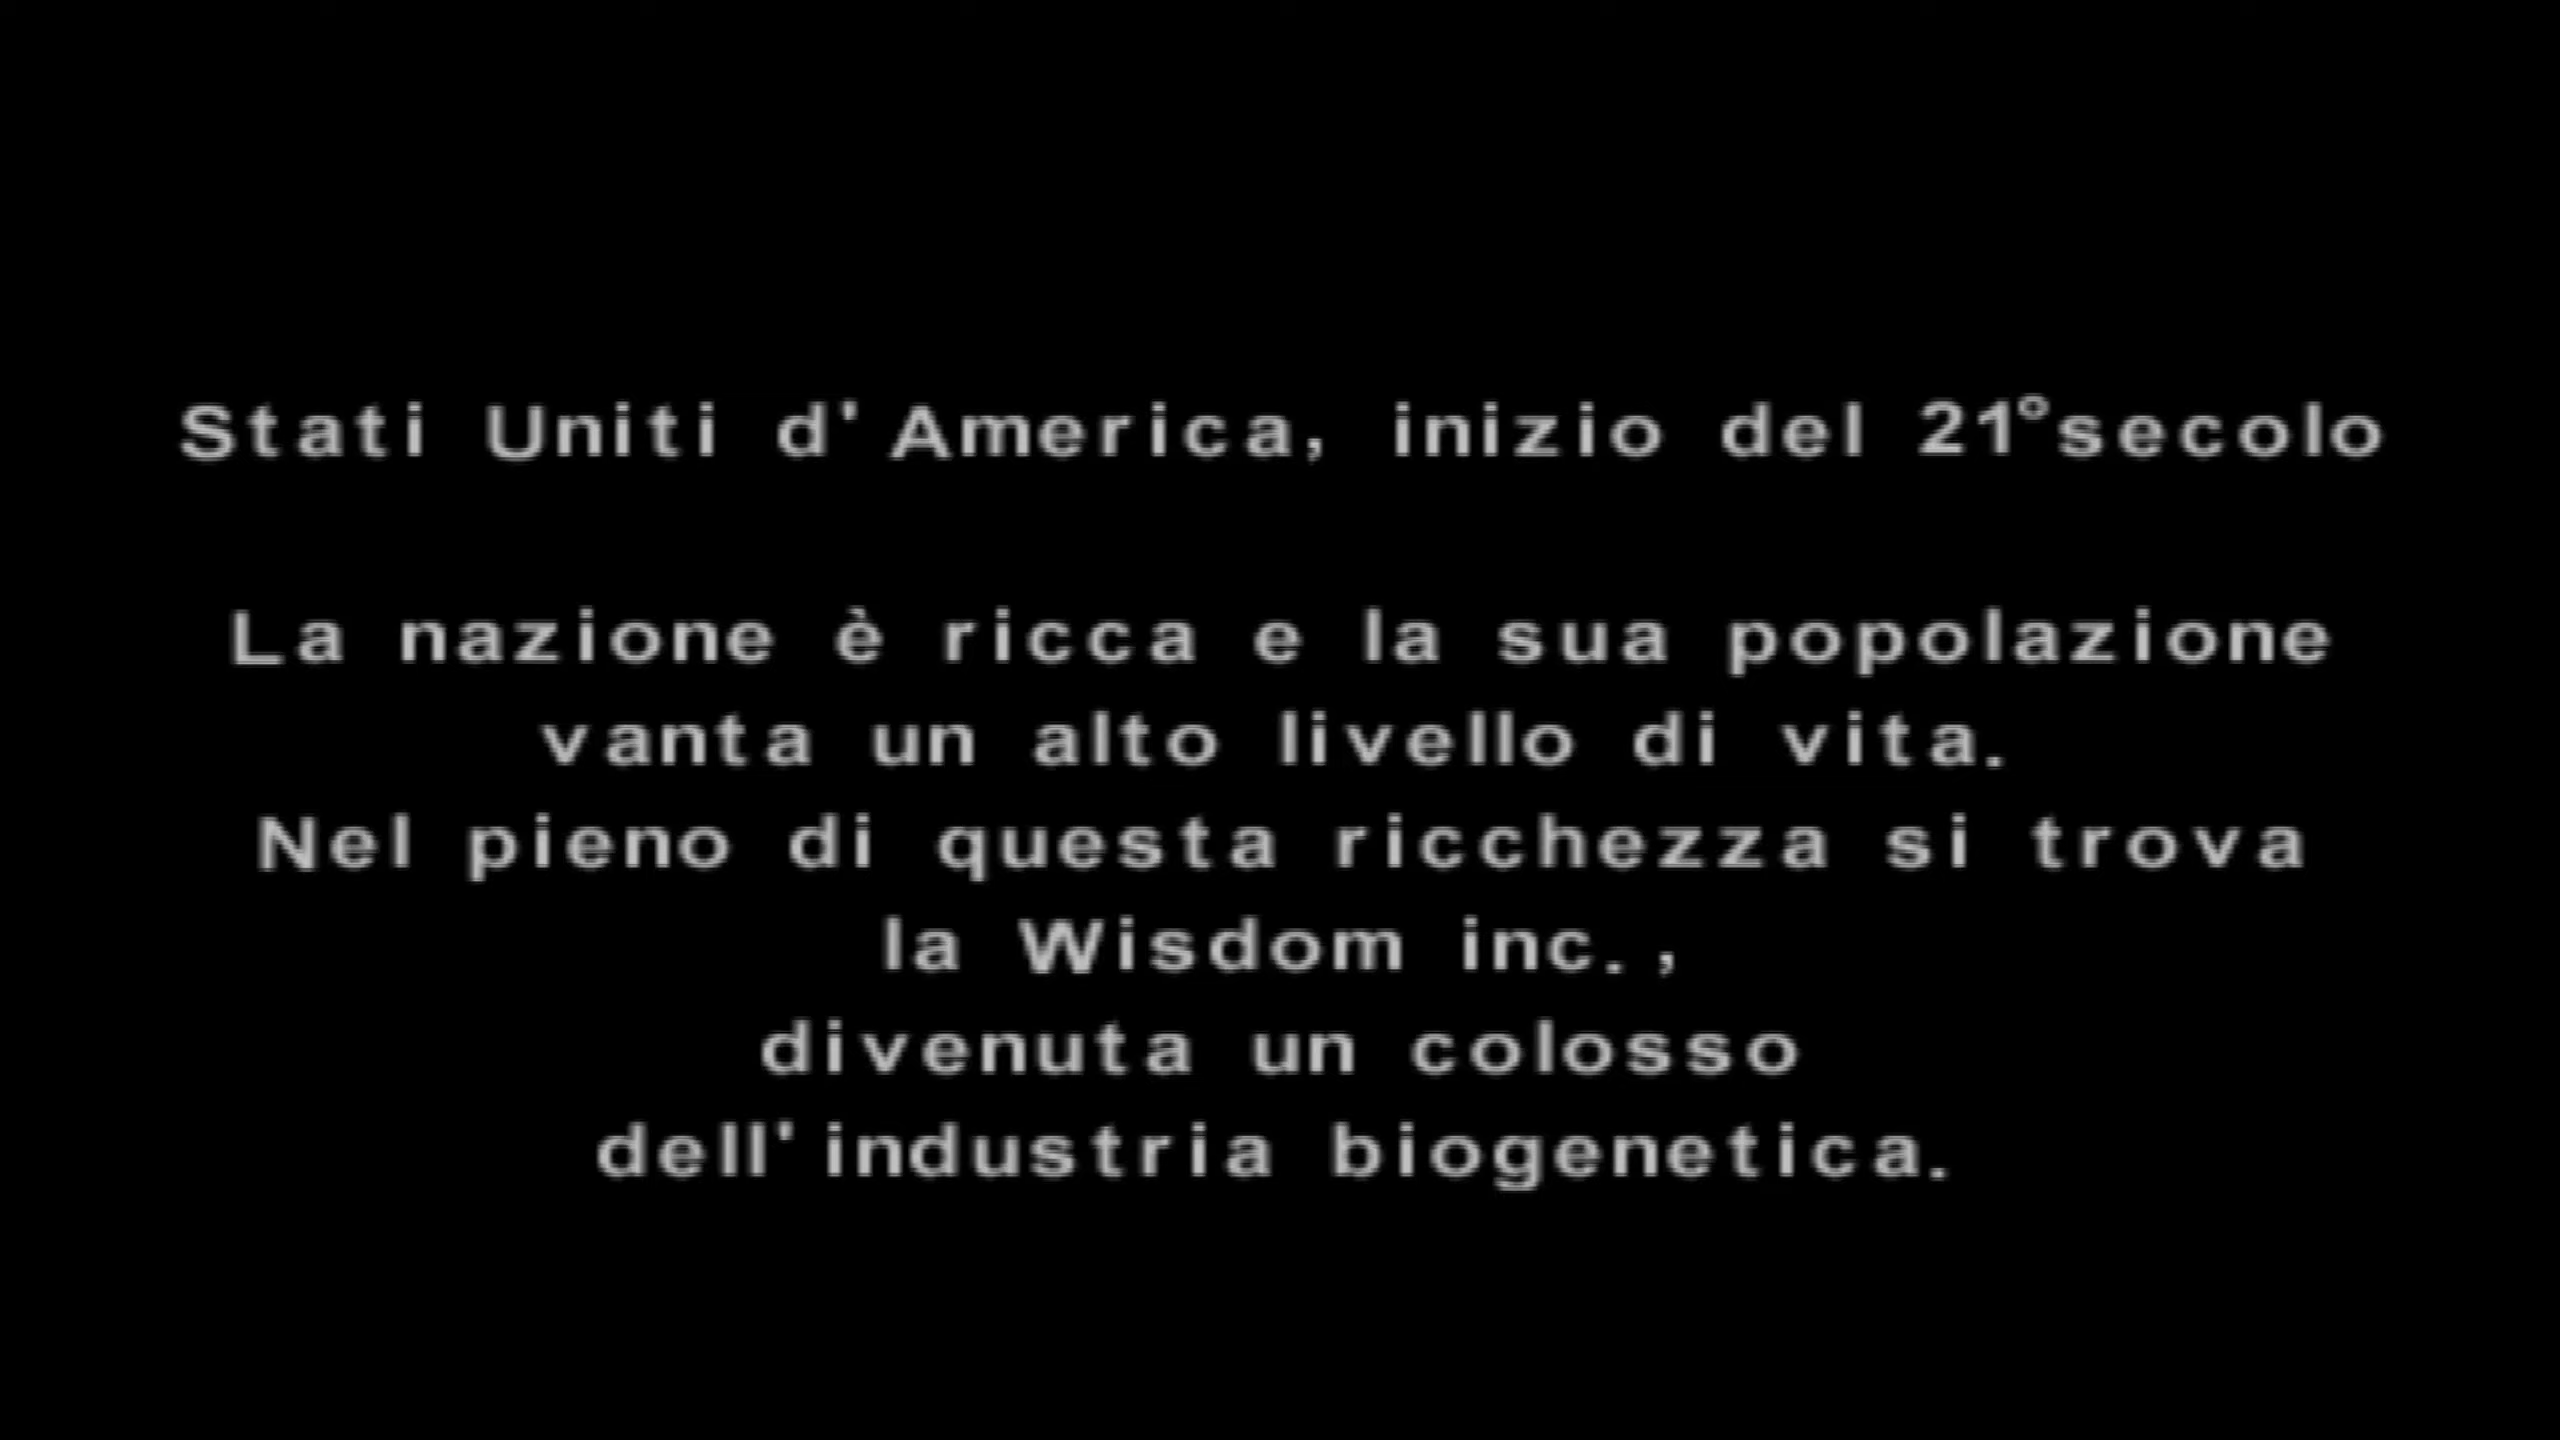 Stati Uniti d'America, inizio del 21°secolo
La nazione è ricca e la sua popolazione
vanta un alto livello di vita.
Nel pieno di questa ricchezza si trova
la Wisdom inc.,
divenuta un colosso
dell'industria biogenetica.